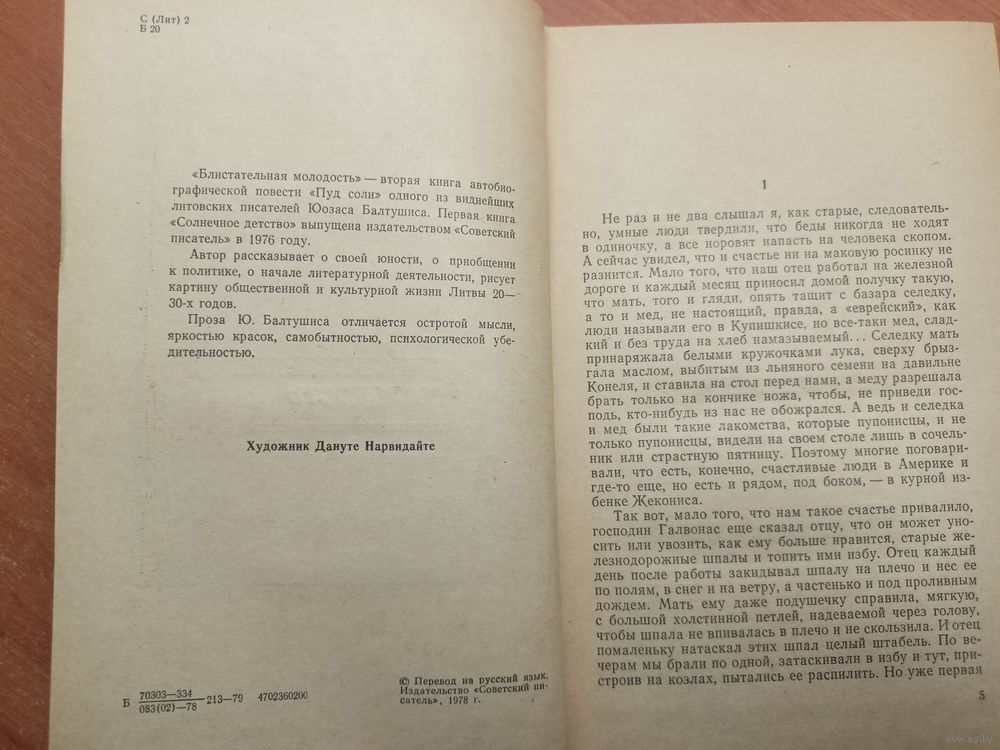 С (Лит) 2
Б 20
«Блистательная молодость» — вторая книга автобио-
графической повести «Пуд соли» одного из виднейших
литовских писателей Юозаса Балтушиса. Первая книга
«Солнечное детство» выпущена издательством «Советский
писатель» в 1976 году.
Автор рассказывает о своей юности, о приобщении
к политике, о начале литературной деятельности, рисует
картину общественной и культурной жизни Литвы 20—
30-х годов.
Проза Ю. Балтушиса отличается остротой мысли,
яркостью красок, самобытностью, психологической убе-
дительностью.
Художник Дануте Нарвидайте
Б 70303—334
083(02)—78 213—79 4702360200
© Перевод на русский язык.
Издательство «Советский пи-
сатель», 1978 г.
1
Не раз и не два слышал я, как старые, следователь-
но, умные люди твердили, что беды никогда не ходят
в одиночку, а все норовят напасть на человека скопом.
А сейчас увидел, что и счастье ни на маковую росинку не
разнится. Мало того, что наш отец работал на железной
дороге и каждый месяц приносил домой получку такую,
что мать, того и гляди, опять тащит с базара селедку,
а то и мед, не настоящий, правда, а «еврейский», как
люди называли его в Купишкисе, но все-таки мед, слад-
кий и без труда на хлеб намазываемый... Селедку мать
принаряжала белыми кружочками лука, сверху брыз-
гала маслом, выбитым из льняного семени на давильне
Конеля, и ставила на стол перед нами, а меду разрешала
брать только на кончике ножа, чтобы, не приведи гос-
подь, кто-нибудь из нас не обожрался. А ведь и селедка
и мед были такие лакомства, которые пупонисцы, и не
только пупонисцы, видели на своем столе лишь в сочель-
ник или страстную пятницу. Поэтому многие поговари-
вали, что есть, конечно, счастливые люди в Америке и
где-то еще, но есть и рядом, под боком, — в курной из-
бенке Жекониса.
Так вот, мало того, что нам такое счастье привалило,
господин Галвонас еще сказал отцу, что он может уно-
сить или увозить, как ему больше нравится, старые же-
лезнодорожные шпалы и топить ими избу. Отец каждый
день после работы закидывал шпалу на плечо и нес ее
по полям, в снег и на ветру, а частенько и под проливным
дождем. Мать ему даже подушечку справила, мягкую,
с большой холстинной петлей, надеваемой через голову,
чтобы шпала не впивалась в плечо и не скользила. И отец
помаленьку натаскал этих шпал целый штабель. По ве-
черам мы брали по одной, затаскивали в избу и тут, при-
строив на козлах, пытались ее распилить. Но уже первая
5
www.ay.by